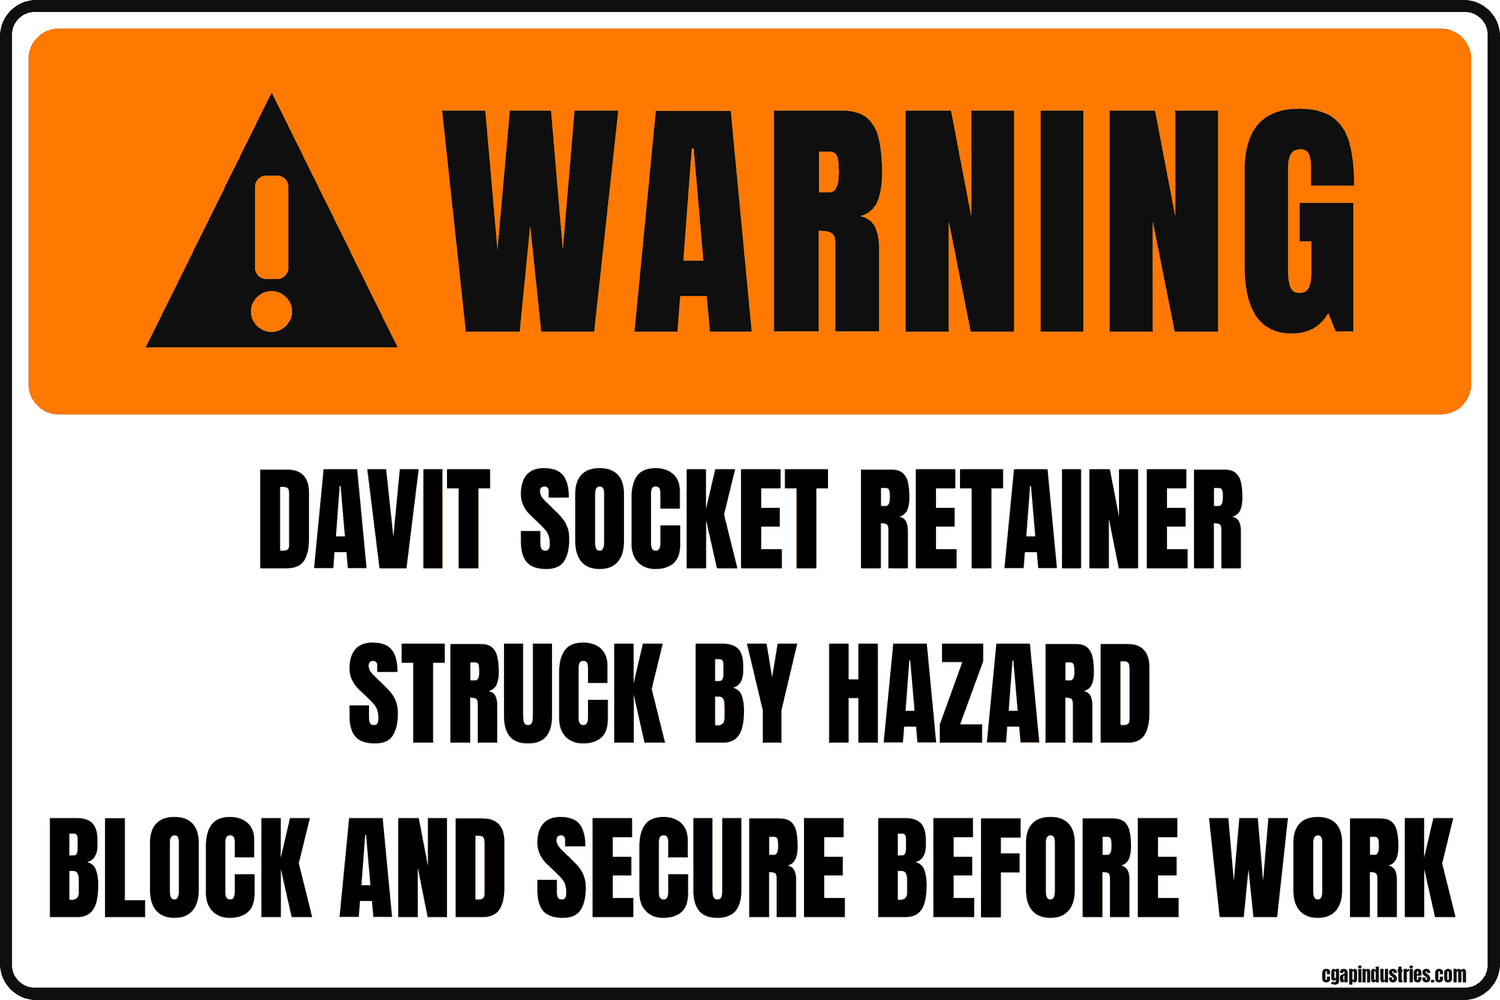 WARNING
DAVIT SOCKET RETAINER
STRUCK BY HAZARD
BLOCK AND SECURE BEFORE WORK
cgapindustries.com